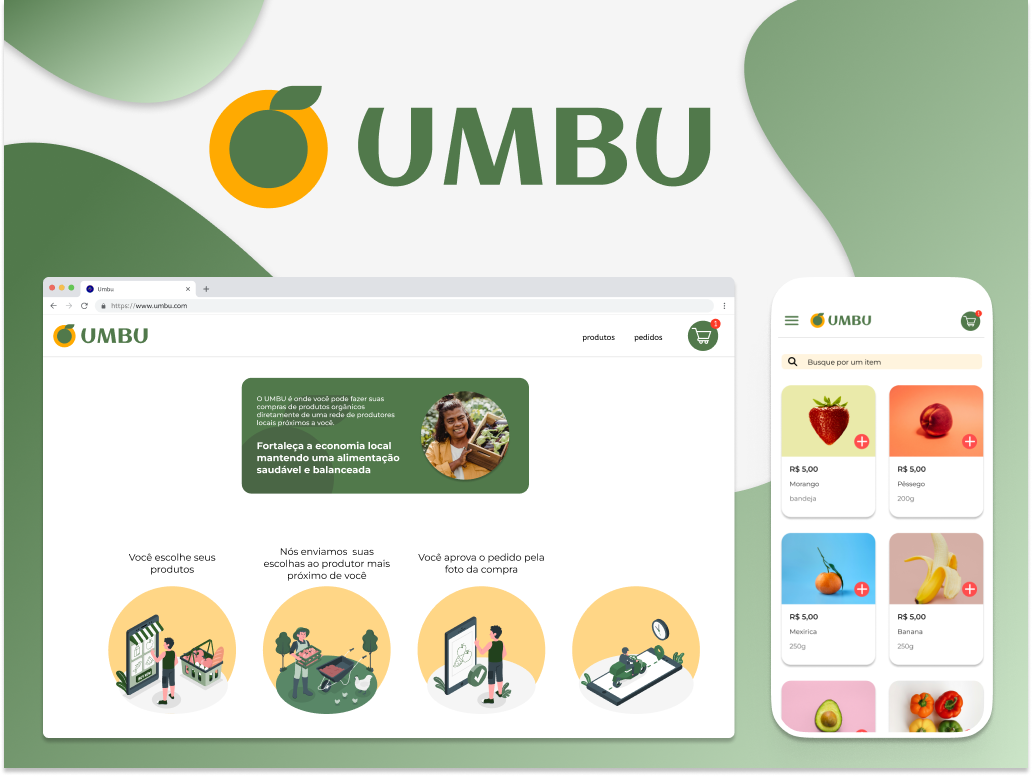 UMBU
Umbu
https://www.umbu.com
UMBU
produtos
pedidos
1
O UMBU é onde você pode fazer suas
compras de produtos orgânicos
diretamente de uma rede de produtores
locais próximos a você.
Fortaleça a economia local
mantendo uma alimentação
saudável e balanceada
Você escolhe seus
produtos
Nós enviamos suas
escolhas ao produtor mais
próximo de você
Você aprova o pedido pela
foto da compra
BUY NOW
UMBU
1
Busque por um item
R$ 5,00
Morango
bandeja
R$ 5,00
Pêssego
200g
R$ 5,00
Mexirica
250g
R$ 5,00
Banana
250g